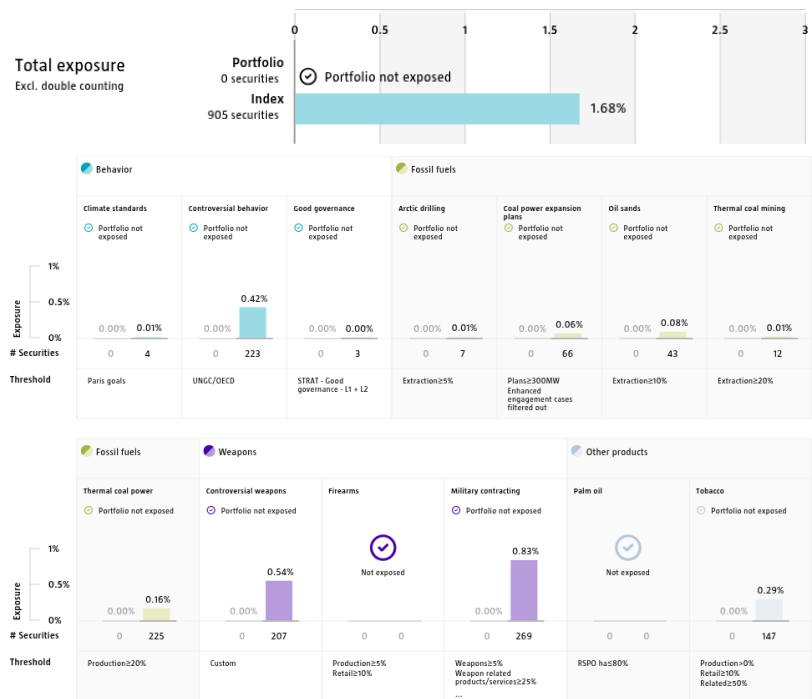 0 0.5 1 1.5 2 2.5 3
Total exposure
Excl. double counting
Portfolio
0 securities
Portfolio not exposed
Index
905 securities
1.68%
Behavior
Fossil fuels
Climate standards
Portfolio not
exposed
Controversial behavior
Portfolio not
exposed
Good governance
Portfolio not
exposed
Arctic drilling
Portfolio not
exposed
Coal power expansion
plans
Portfolio not
exposed
Oil sands
Portfolio not
exposed
Thermal coal mining
Portfolio not
exposed
Exposure
1%
0.5%
0%
0.00% 0.01%
0.00% 0.42%
0.00% 0.00%
0.00% 0.01%
0.00% 0.06%
0.00% 0.08%
0.00% 0.01%
# Securities 0 4 0 223 0 3 0 7 0 66 0 43 0 12
Threshold
Paris goals
UNGC/OECD
STRAT - Good
governance - L1 + L2
Extraction≥5%
Plans≥300MW
Enhanced
engagement cases
filtered out
Extraction≥10%
Extraction≥20%
Fossil fuels
Weapons
Other products
Thermal coal power
Portfolio not exposed
Controversial weapons
Portfolio not exposed
Firearms
Not exposed
Military contracting
Portfolio not exposed
Palm oil
Not exposed
Tobacco
Portfolio not exposed
Exposure
1%
0.5%
0%
0.00% 0.16%
0.00% 0.54%
0.00% 0.83%
0.00% 0.29%
# Securities 0 225 0 207 0 0 0 269 0 0 0 147
Threshold
Production≥20%
Custom
Production≥5%
Retail≥10%
Weapons≥5%
Weapon related
products/services≥25%
...
RSPO ha≤80%
Production>0%
Retail≥10%
Related≥50%